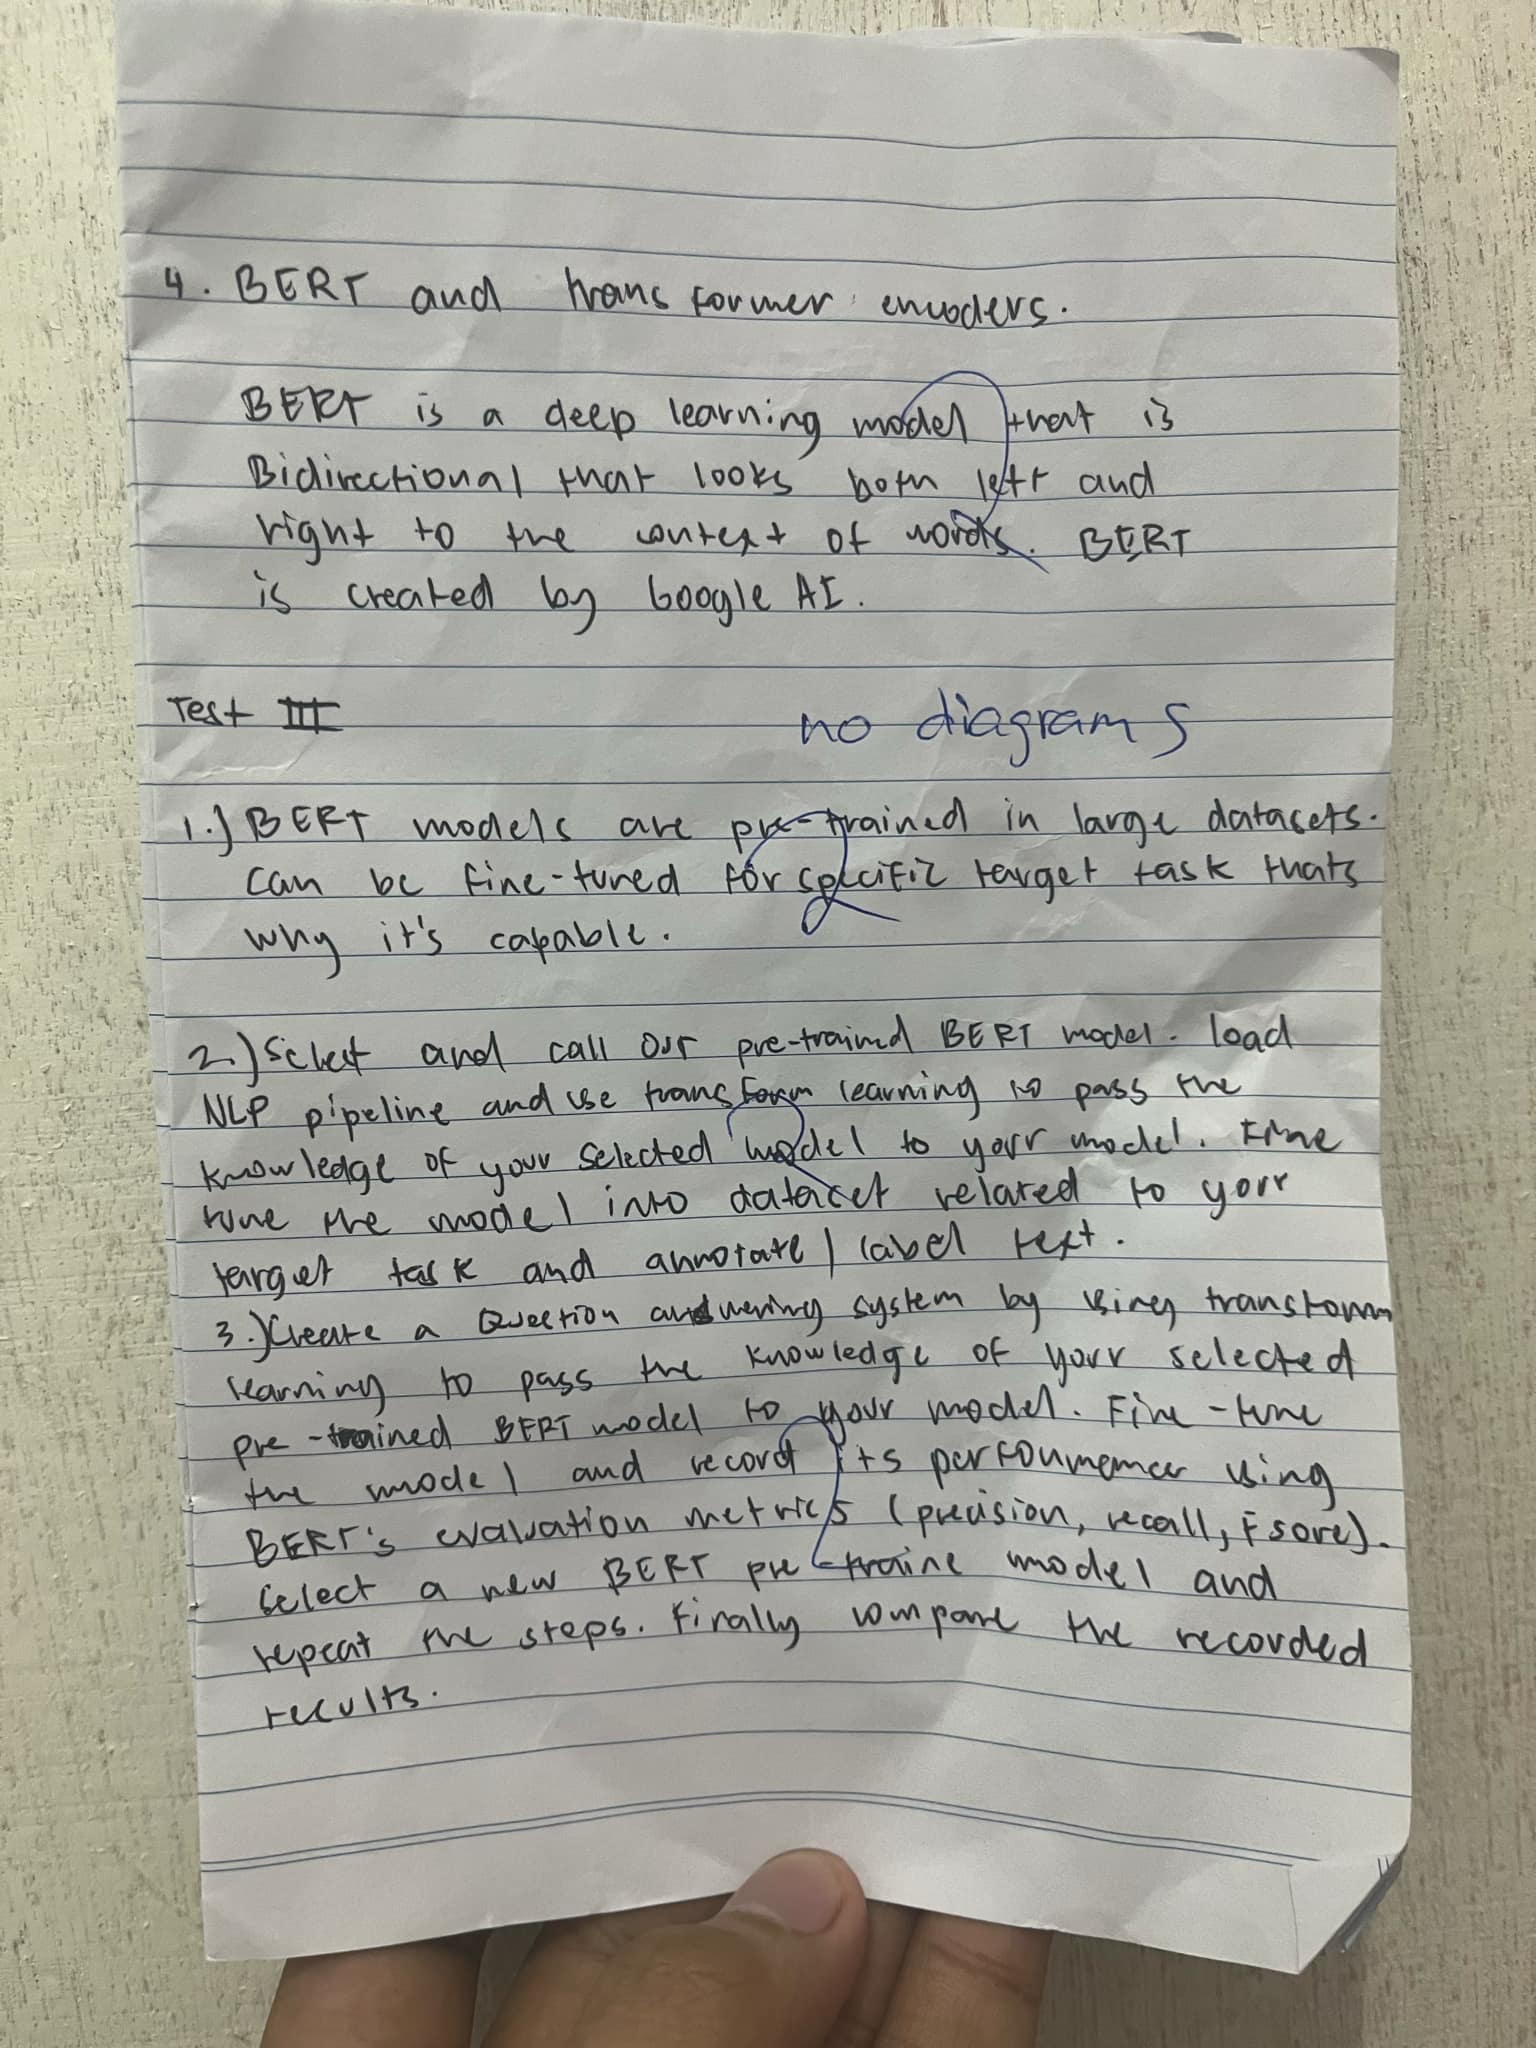 4. BERT and transformer encoders.
BERT is a deep learning model that is
Bidirectional that looks both left and
right to the context of words. BERT
is created by Google AI.
Test III
no diagrams
1.) BERT models are pre-trained in large datasets.
Can be fine-tuned for specific target task thats
why it's capable.
2.) Select and call out pre-trained BERT model. load
NLP pipeline and use transform learning to pass the
knowledge of your selected model to your model. Fine
tune the model into dataset related to your
target task and annotate/label text.
3.) Create a Question answering system by using transform
learning to pass the knowledge of your selected
pre-trained BERT model to your model. Fine-tune
the model and record its using
BERT's evaluation metrics (precision, recall, F sore).
Select a new BERT pre-traine model and
repeat the steps. Finally compare the recorded
results.